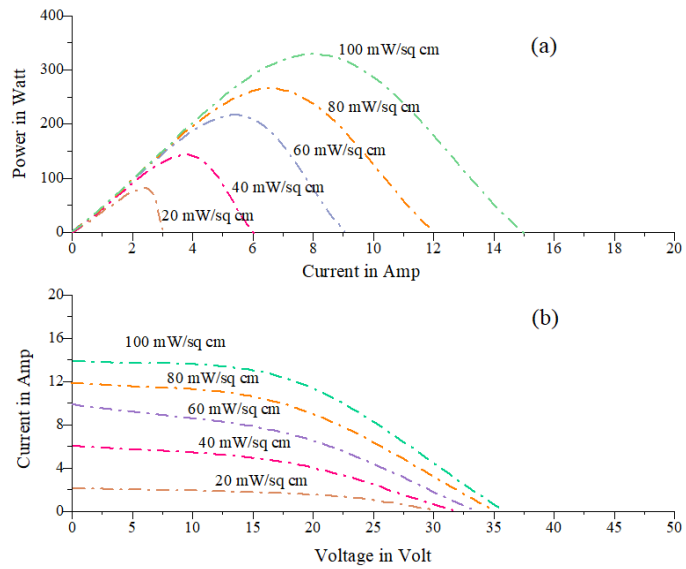 400
300
200
100
0
Power in Watt
(a)
100 mW/sq cm
80 mW/sq cm
60 mW/sq cm
40 mW/sq cm
20 mW/sq cm
0 2 4 6 8 10 12 14 16 18 20
Current in Amp
20
16
12
8
4
0
Current in Amp
(b)
100 mW/sq cm
80 mW/sq cm
60 mW/sq cm
40 mW/sq cm
20 mW/sq cm
0 5 10 15 20 25 30 35 40 45 50
Voltage in Volt